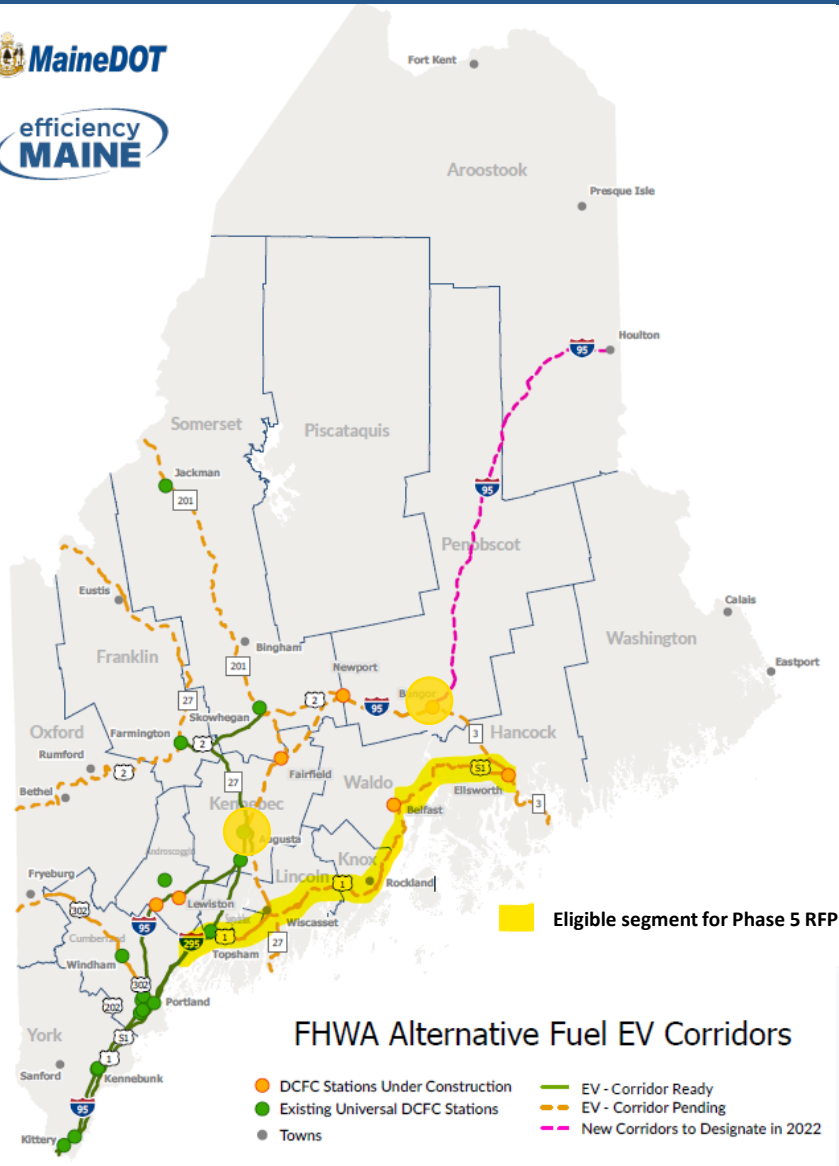 MaineDOT
efficiency
MAINE
Fort Kent
Aroostook
Presque Isle
Houlton
95
Somerset
Piscataquis
Jackman
201
95
Penobscot
Eustis
Calais
Washington
Bingham
Franklin
Eastport
Newport
201
27
2
95
Skowhegan
3
Hancock
Oxford
Farmington
2
Rumford
Fairfield
S1
2
27
Waldo
Ellsworth
Bethel
Kennebec
Belfast
3
Augusta
Androscoggin
Knox
Lincoln
Fryeburg
1
Rockland
Lewiston
302
Wiscasset
95
295
1
27
Eligible segment for Phase 5 RFP
Cumberland
Topsham
Windham
302
202
Portland
York
S1
FHWA Alternative Fuel EV Corridors
1
Sanford
Kennebunk
DCFC Stations Under Construction
EV - Corridor Ready
95
Existing Universal DCFC Stations
EV - Corridor Pending
Towns
New Corridors to Designate in 2022
Kittery